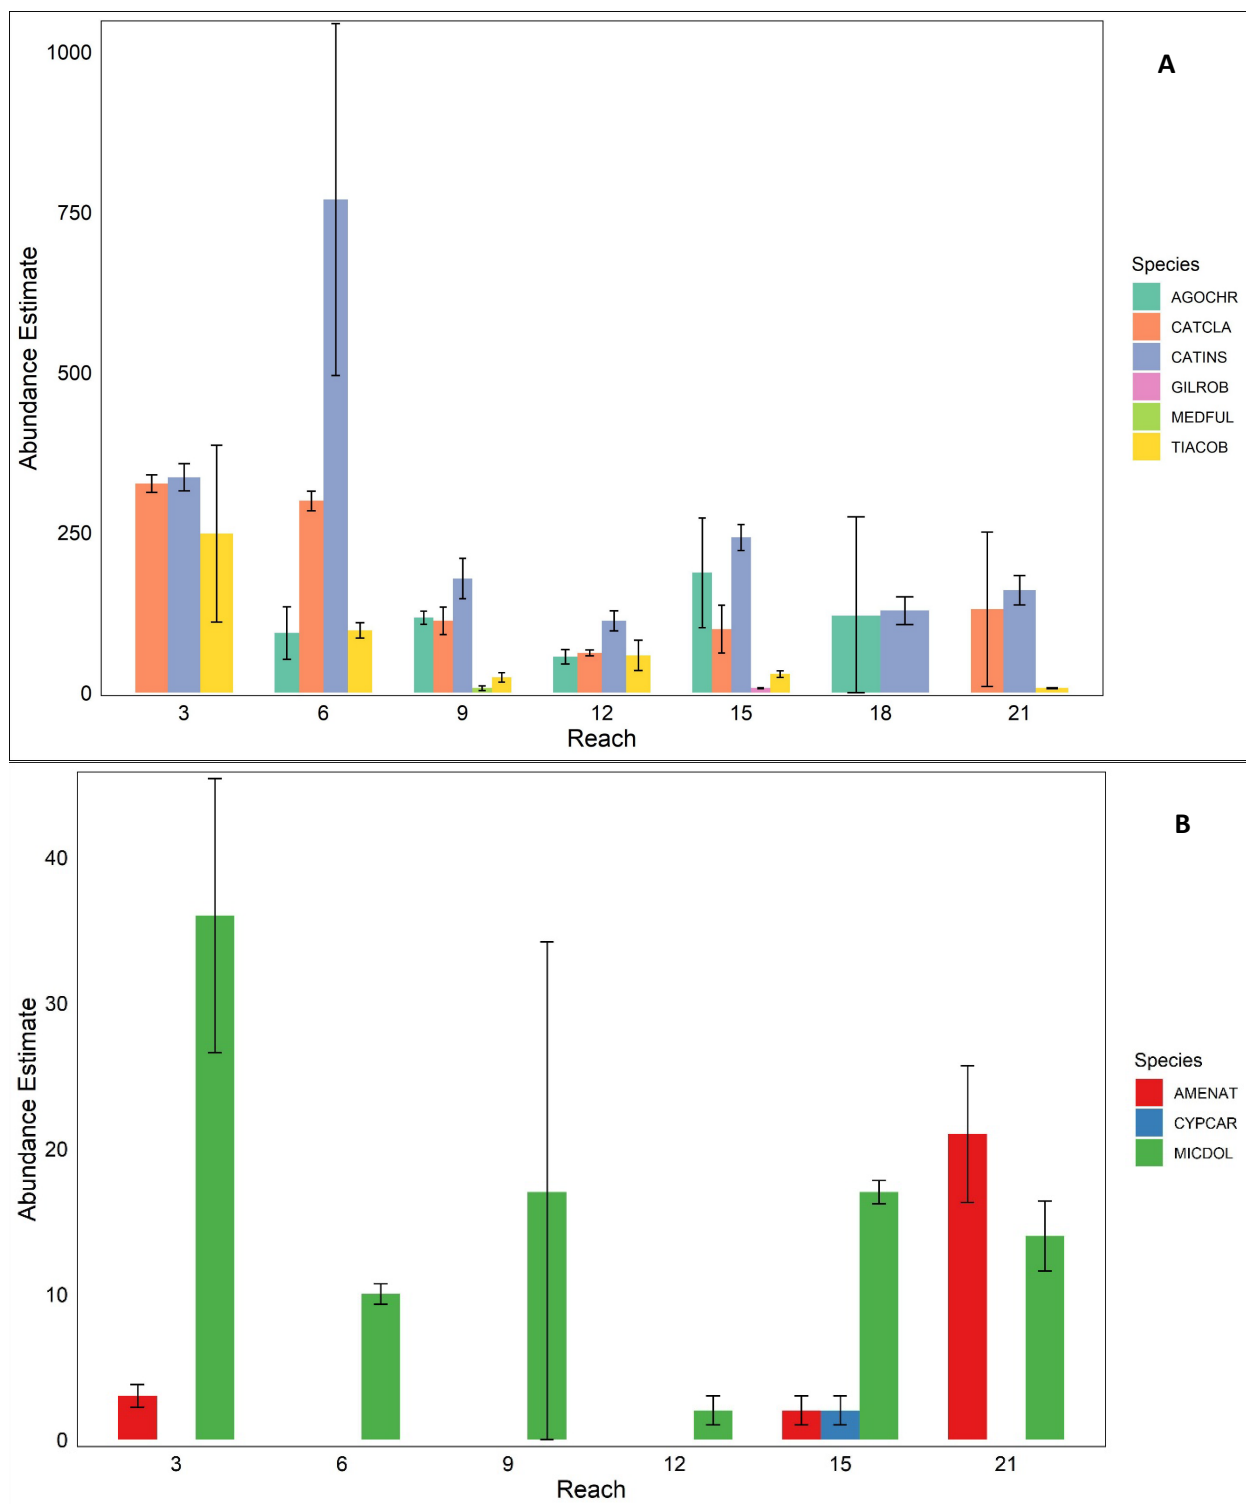 A
1000
750
500
250
0
Abundance Estimate
3 6 9 12 15 18 21
Reach
Species
AGOCHR
CATCLA
CATINS
GILROB
MEDFUL
TIACOB
B
40
30
20
10
0
Abundance Estimate
3 6 9 12 15 21
Reach
Species
AMENAT
CYPCAR
MICDOL